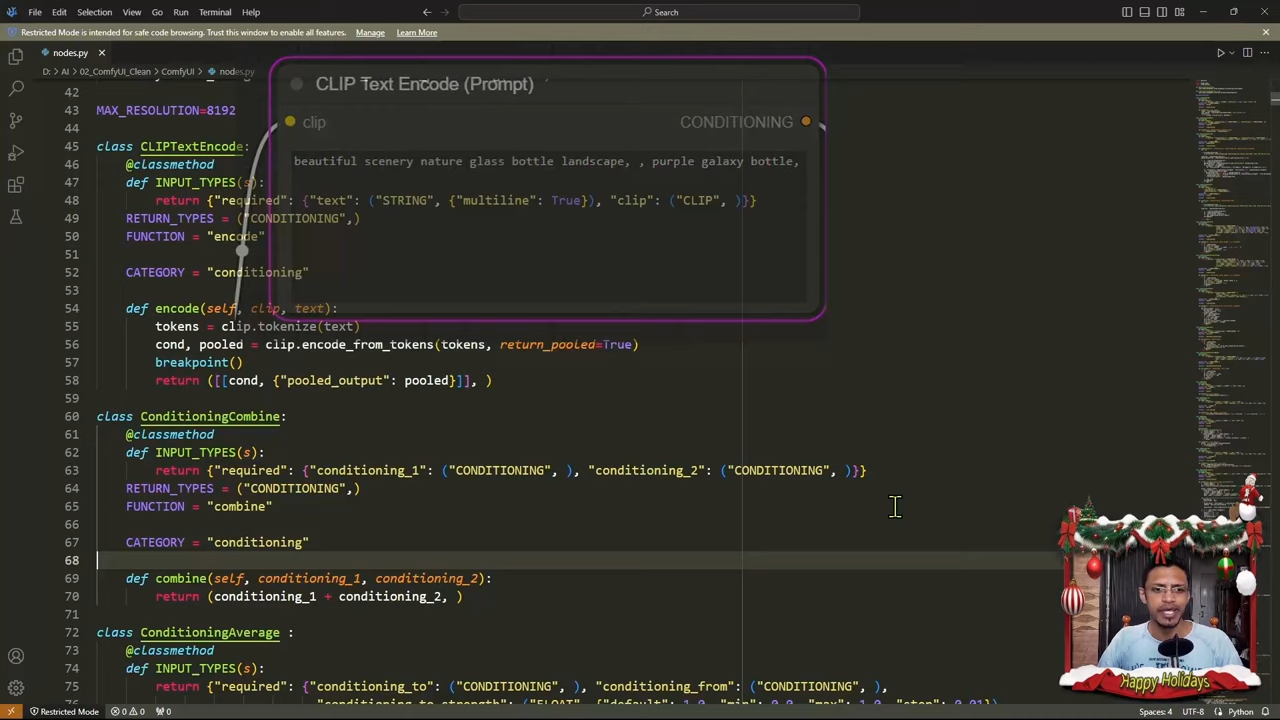 File Edit Selection View Go Run Terminal Help
Search
Restricted Mode is intended for safe code browsing. Trust this window to enable all features. Manage Learn More
nodes.py
D: > AI > 02_ComfyUI_Clean > ComfyUI > nodes.py
CLIP Text Encode (Prompt)
clip
CONDITIONING
beautiful scenery nature glass bottle landscape, , purple galaxy bottle,
42
43 MAX_RESOLUTION=8192
44
45 class CLIPTextEncode:
46 @classmethod
47 def INPUT_TYPES(s):
48 return {"required": {"text": ("STRING", {"multiline": True}), "clip": ("CLIP", )}}
49 RETURN_TYPES = ("CONDITIONING",)
50 FUNCTION = "encode"
51
52 CATEGORY = "conditioning"
53
54 def encode(self, clip, text):
55 tokens = clip.tokenize(text)
56 cond, pooled = clip.encode_from_tokens(tokens, return_pooled=True)
57 breakpoint()
58 return ([[cond, {"pooled_output": pooled}]], )
59
60 class ConditioningCombine:
61 @classmethod
62 def INPUT_TYPES(s):
63 return {"required": {"conditioning_1": ("CONDITIONING", ), "conditioning_2": ("CONDITIONING", )}}
64 RETURN_TYPES = ("CONDITIONING",)
65 FUNCTION = "combine"
66
67 CATEGORY = "conditioning"
68
69 def combine(self, conditioning_1, conditioning_2):
70 return (conditioning_1 + conditioning_2, )
71
72 class ConditioningAverage :
73 @classmethod
74 def INPUT_TYPES(s):
75 return {"required": {"conditioning_to": ("CONDITIONING", ), "conditioning_from": ("CONDITIONING", ),
Happy Holidays
Restricted Mode 0 0 0
Spaces: 4 UTF-8 Python